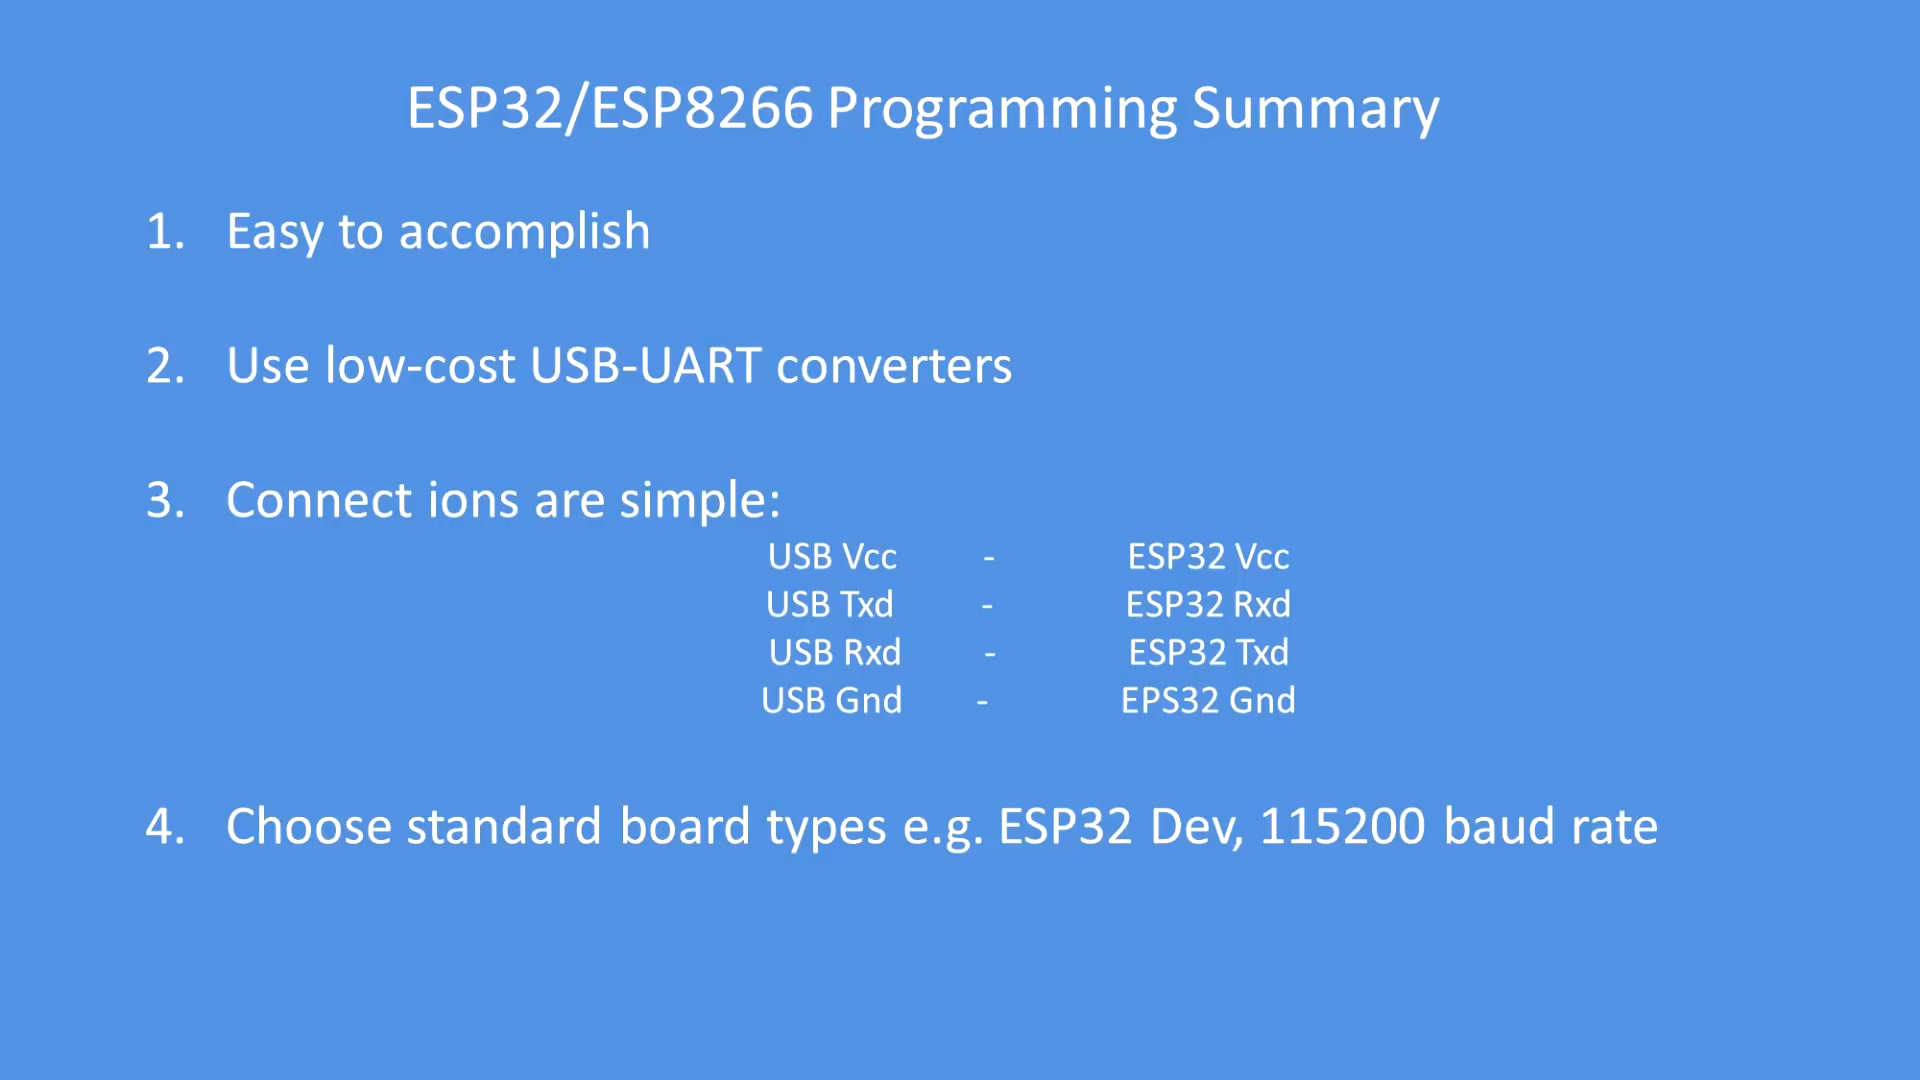 ESP32/ESP8266 Programming Summary
1. Easy to accomplish
2. Use low-cost USB-UART converters
3. Connect ions are simple:
USB Vcc - ESP32 Vcc
USB Txd - ESP32 Rxd
USB Rxd - ESP32 Txd
USB Gnd - EPS32 Gnd
4. Choose standard board types e.g. ESP32 Dev, 115200 baud rate